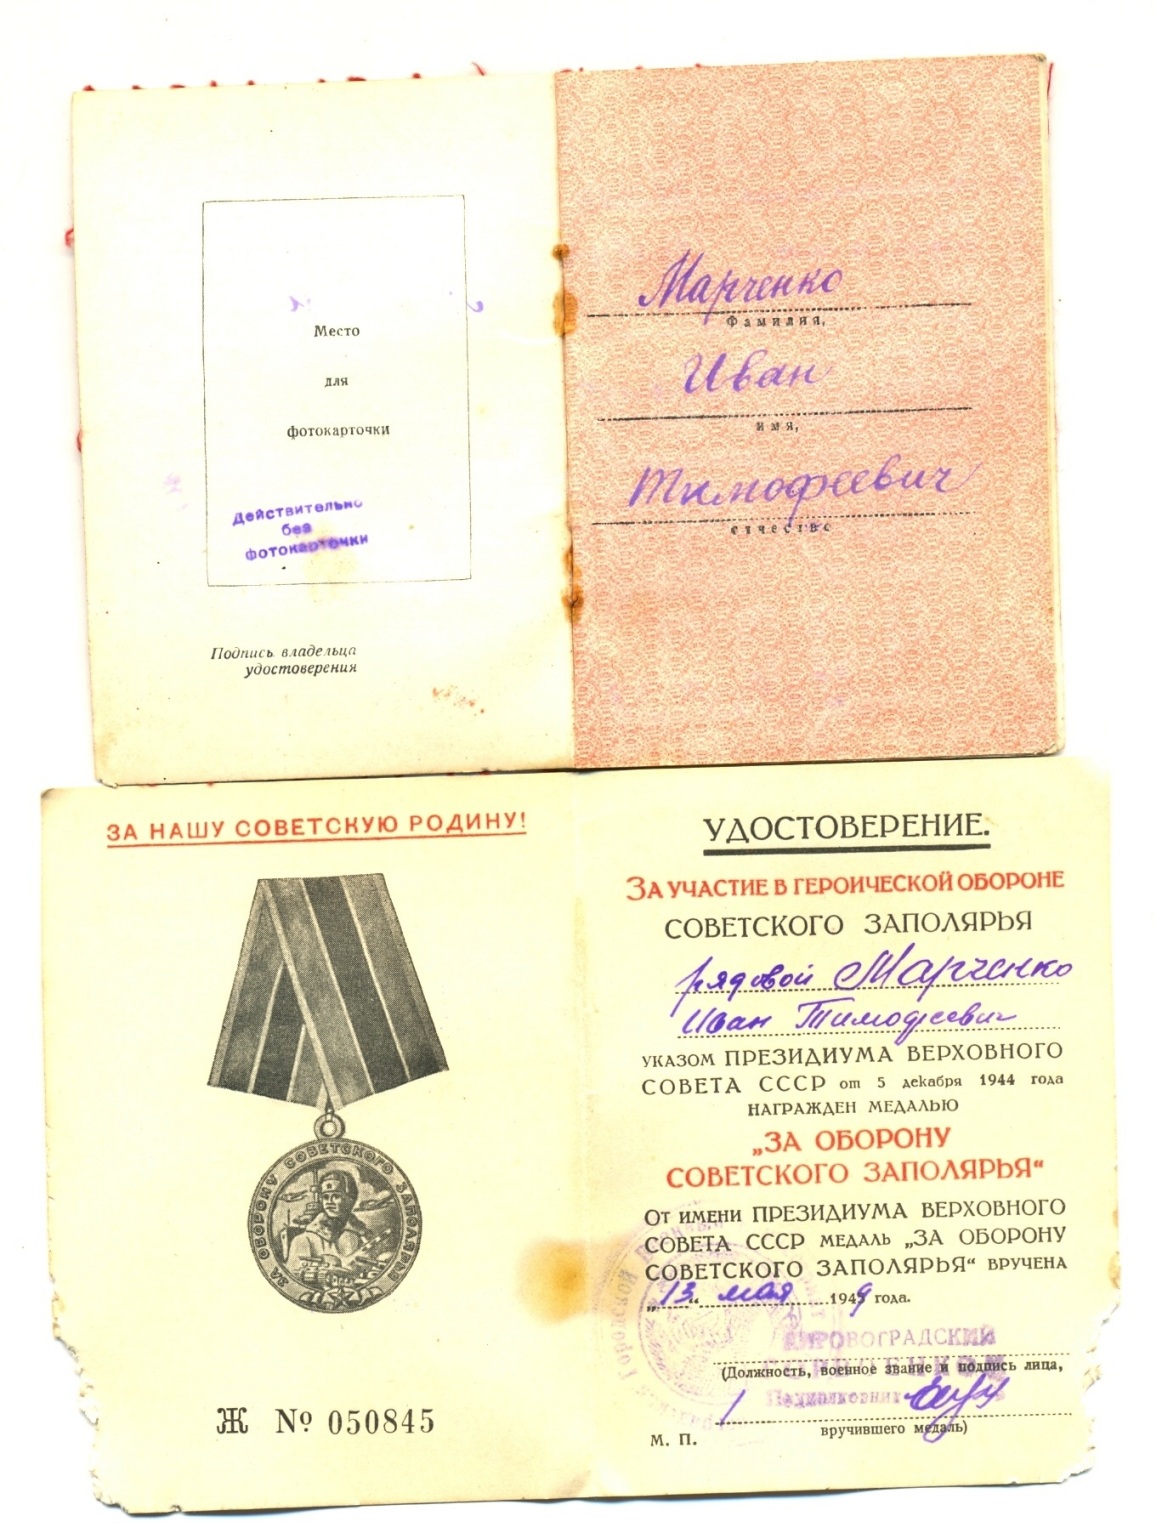 Место
для
фотокарточки
Действительно
без
фотокарточки
Подпись владельца
удостоверения
Марченко
Фамилия,
Иван
имя,
Тимофеевич
отчество
ЗА НАШУ СОВЕТСКУЮ РОДИНУ!
ЗА ОБОРОНУ СОВЕТСКОГО ЗАПОЛЯРЬЯ
Ж № 050845
УДОСТОВЕРЕНИЕ.
ЗА УЧАСТИЕ В ГЕРОИЧЕСКОЙ ОБОРОНЕ
СОВЕТСКОГО ЗАПОЛЯРЬЯ
рядовой Марченко
Иван Тимофеевич
УКАЗОМ ПРЕЗИДИУМА ВЕРХОВНОГО
СОВЕТА СССР от 5 декабря 1944 года
НАГРАЖДЕН МЕДАЛЬЮ
„ЗА ОБОРОНУ
СОВЕТСКОГО ЗАПОЛЯРЬЯ“
ОТ ИМЕНИ ПРЕЗИДИУМА ВЕРХОВНОГО
СОВЕТА СССР МЕДАЛЬ „ЗА ОБОРОНУ
СОВЕТСКОГО ЗАПОЛЯРЬЯ“ ВРУЧЕНА
„13“ мая 1949 года.
КИРОВОГРАДСКИЙ
ГОРВОЕНКОМ
(Должность, военное звание и подпись лица,
Подполковник
вручившего медаль)
М. П.